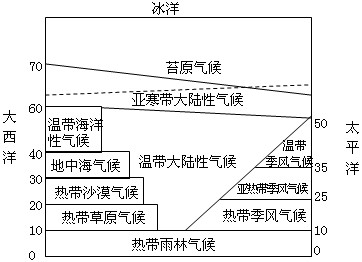 冰洋
70
苔原气候
亚寒带大陆性气候
60
温带海洋
性气候
50
温带
季风气候
大西洋
太平洋
40
地中海气候
温带大陆性气候
35
30
热带沙漠气候
亚热带季风气候
25
20
热带草原气候
热带季风气候
10
10
热带雨林气候
0
0